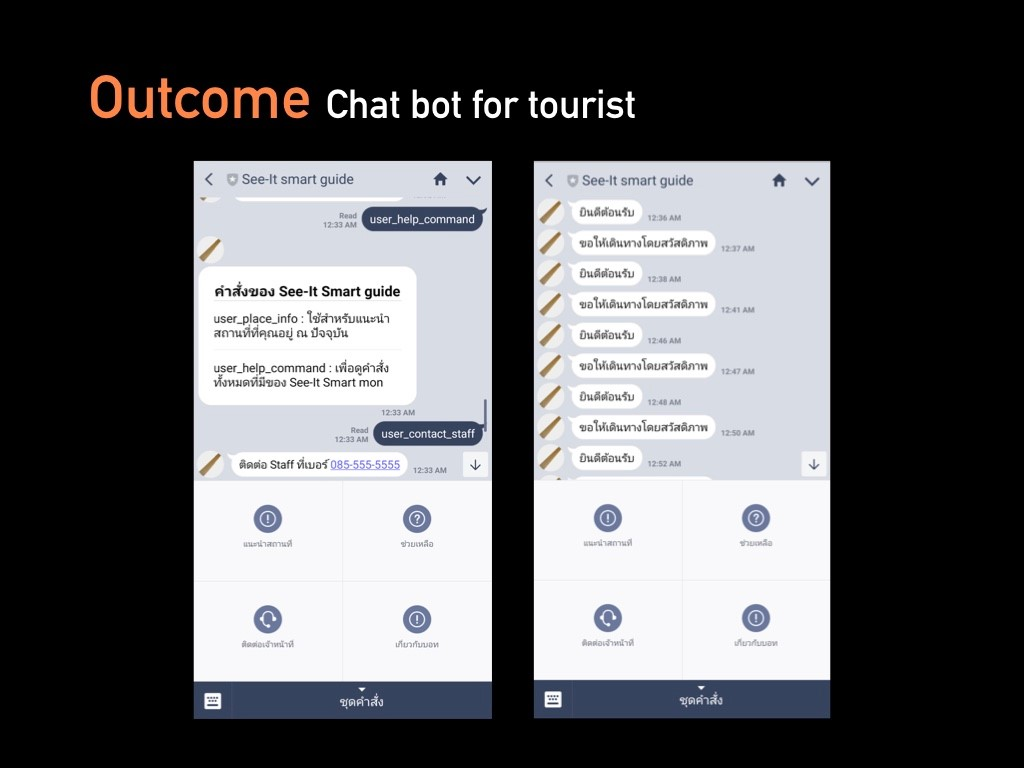 Outcome Chat bot for tourist
See-It smart guide
Read
12:33 AM
user_help_command
คำสั่งของ See-It Smart guide
user_place_info : ใช้สำหรับแนะนำ
สถานที่ที่คุณอยู่ ณ ปัจจุบัน
user_help_command : เพื่อดูคำสั่ง
ทั้งหมดที่มีของ See-It Smart mon
12:33 AM
Read
12:33 AM
user_contact_staff
ติดต่อ Staff ที่เบอร์ 085-555-5555 12:33 AM
แนะนำสถานที่
ช่วยเหลือ
ติดต่อเจ้าหน้าที่
เกี่ยวกับบอท
ชุดคำสั่ง
See-It smart guide
ยินดีต้อนรับ 12:36 AM
ขอให้เดินทางโดยสวัสดิภาพ 12:37 AM
ยินดีต้อนรับ 12:38 AM
ขอให้เดินทางโดยสวัสดิภาพ 12:41 AM
ยินดีต้อนรับ 12:46 AM
ขอให้เดินทางโดยสวัสดิภาพ 12:47 AM
ยินดีต้อนรับ 12:48 AM
ขอให้เดินทางโดยสวัสดิภาพ 12:50 AM
ยินดีต้อนรับ 12:52 AM
แนะนำสถานที่
ช่วยเหลือ
ติดต่อเจ้าหน้าที่
เกี่ยวกับบอท
ชุดคำสั่ง